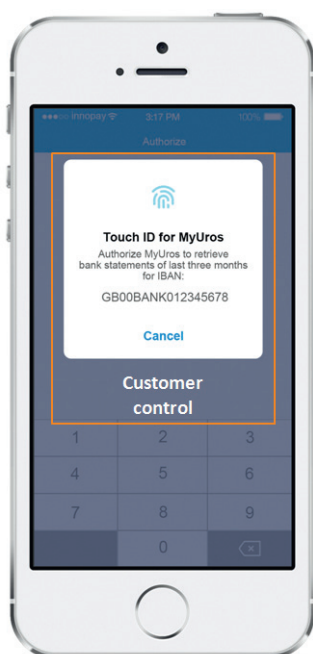 innopay 3:17 PM 100%
Authorize
Touch ID for MyUros
Authorize MyUros to retrieve
bank statements of last three months
for IBAN:
GB00BANK012345678
Cancel
Customer
control
1 2 3
4 5 6
7 8 9
0